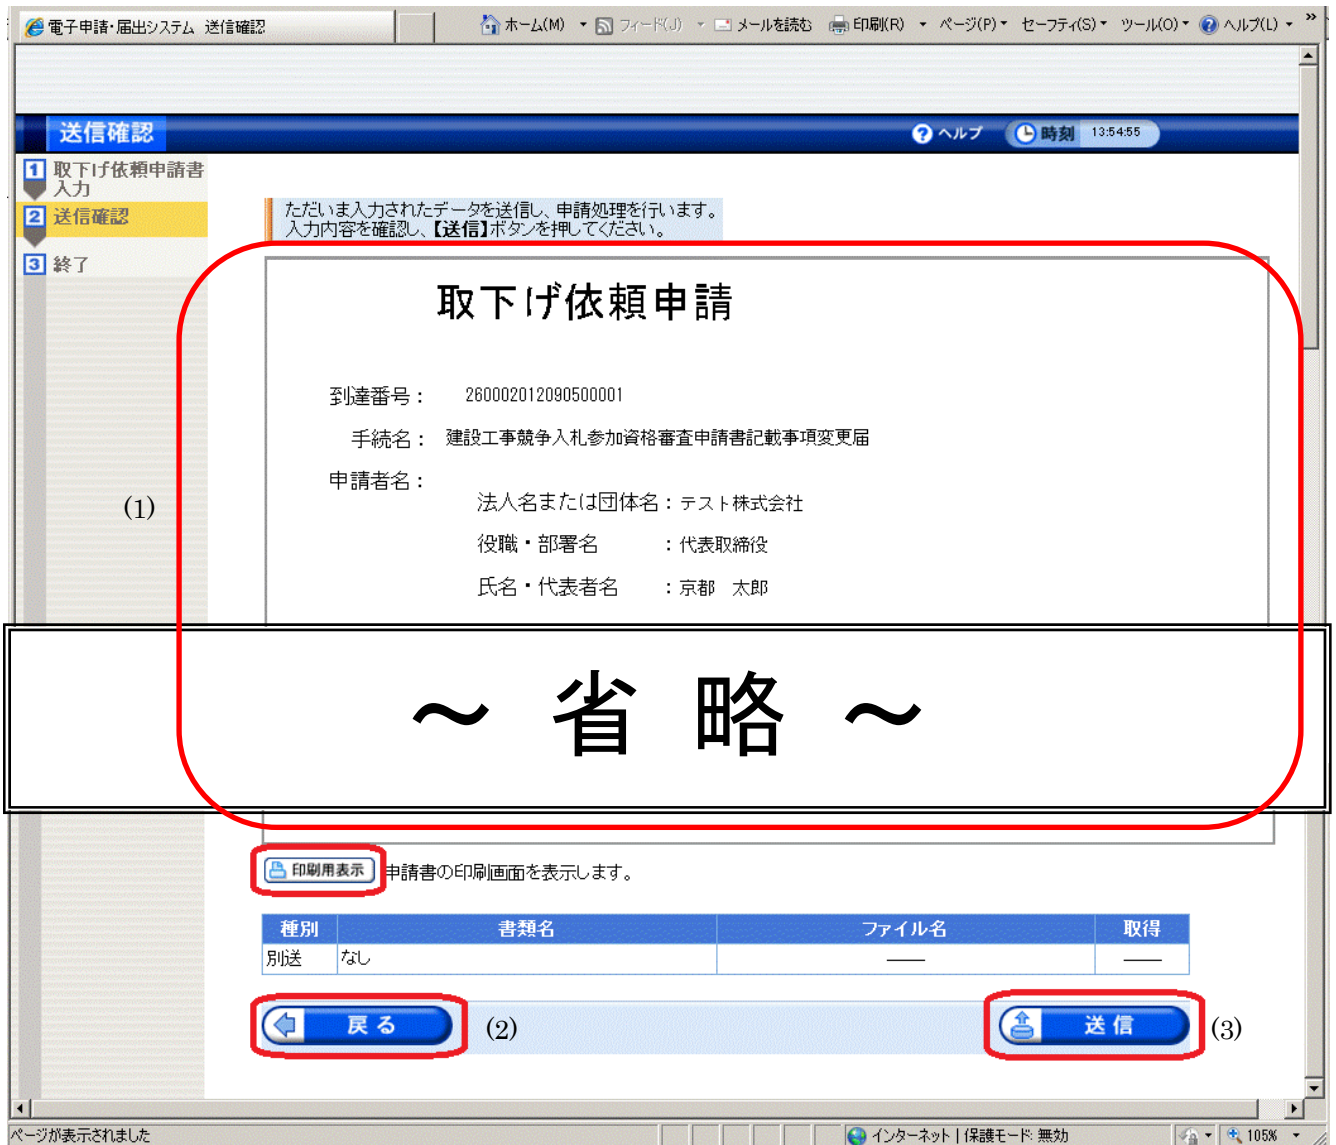 電子申請・届出システム 送信確認
ホーム(M) フィード(J) メールを読む 印刷(R) ページ(P) セーフティ(S) ツール(O) ヘルプ(L) »
送信確認
? ヘルプ 時刻 13:54:55
1 取下げ依頼申請書
入力
2 送信確認
3 終了
ただいま入力されたデータを送信し、申請処理を行います。
入力内容を確認し、【送信】ボタンを押してください。
取下げ依頼申請
到達番号： 260002012090500001
手続名： 建設工事競争入札参加資格審査申請書記載事項変更届
申請者名：
法人名または団体名：テスト株式会社
(1)
役職・部署名 ：代表取締役
氏名・代表者名 ：京都 太郎
～ 省 略 ～
印刷用表示 申請書の印刷画面を表示します。
種別 書類名 ファイル名 取得
別送 なし ―― ――
戻る (2) 送信 (3)
ページが表示されました インターネット | 保護モード: 無効 105%